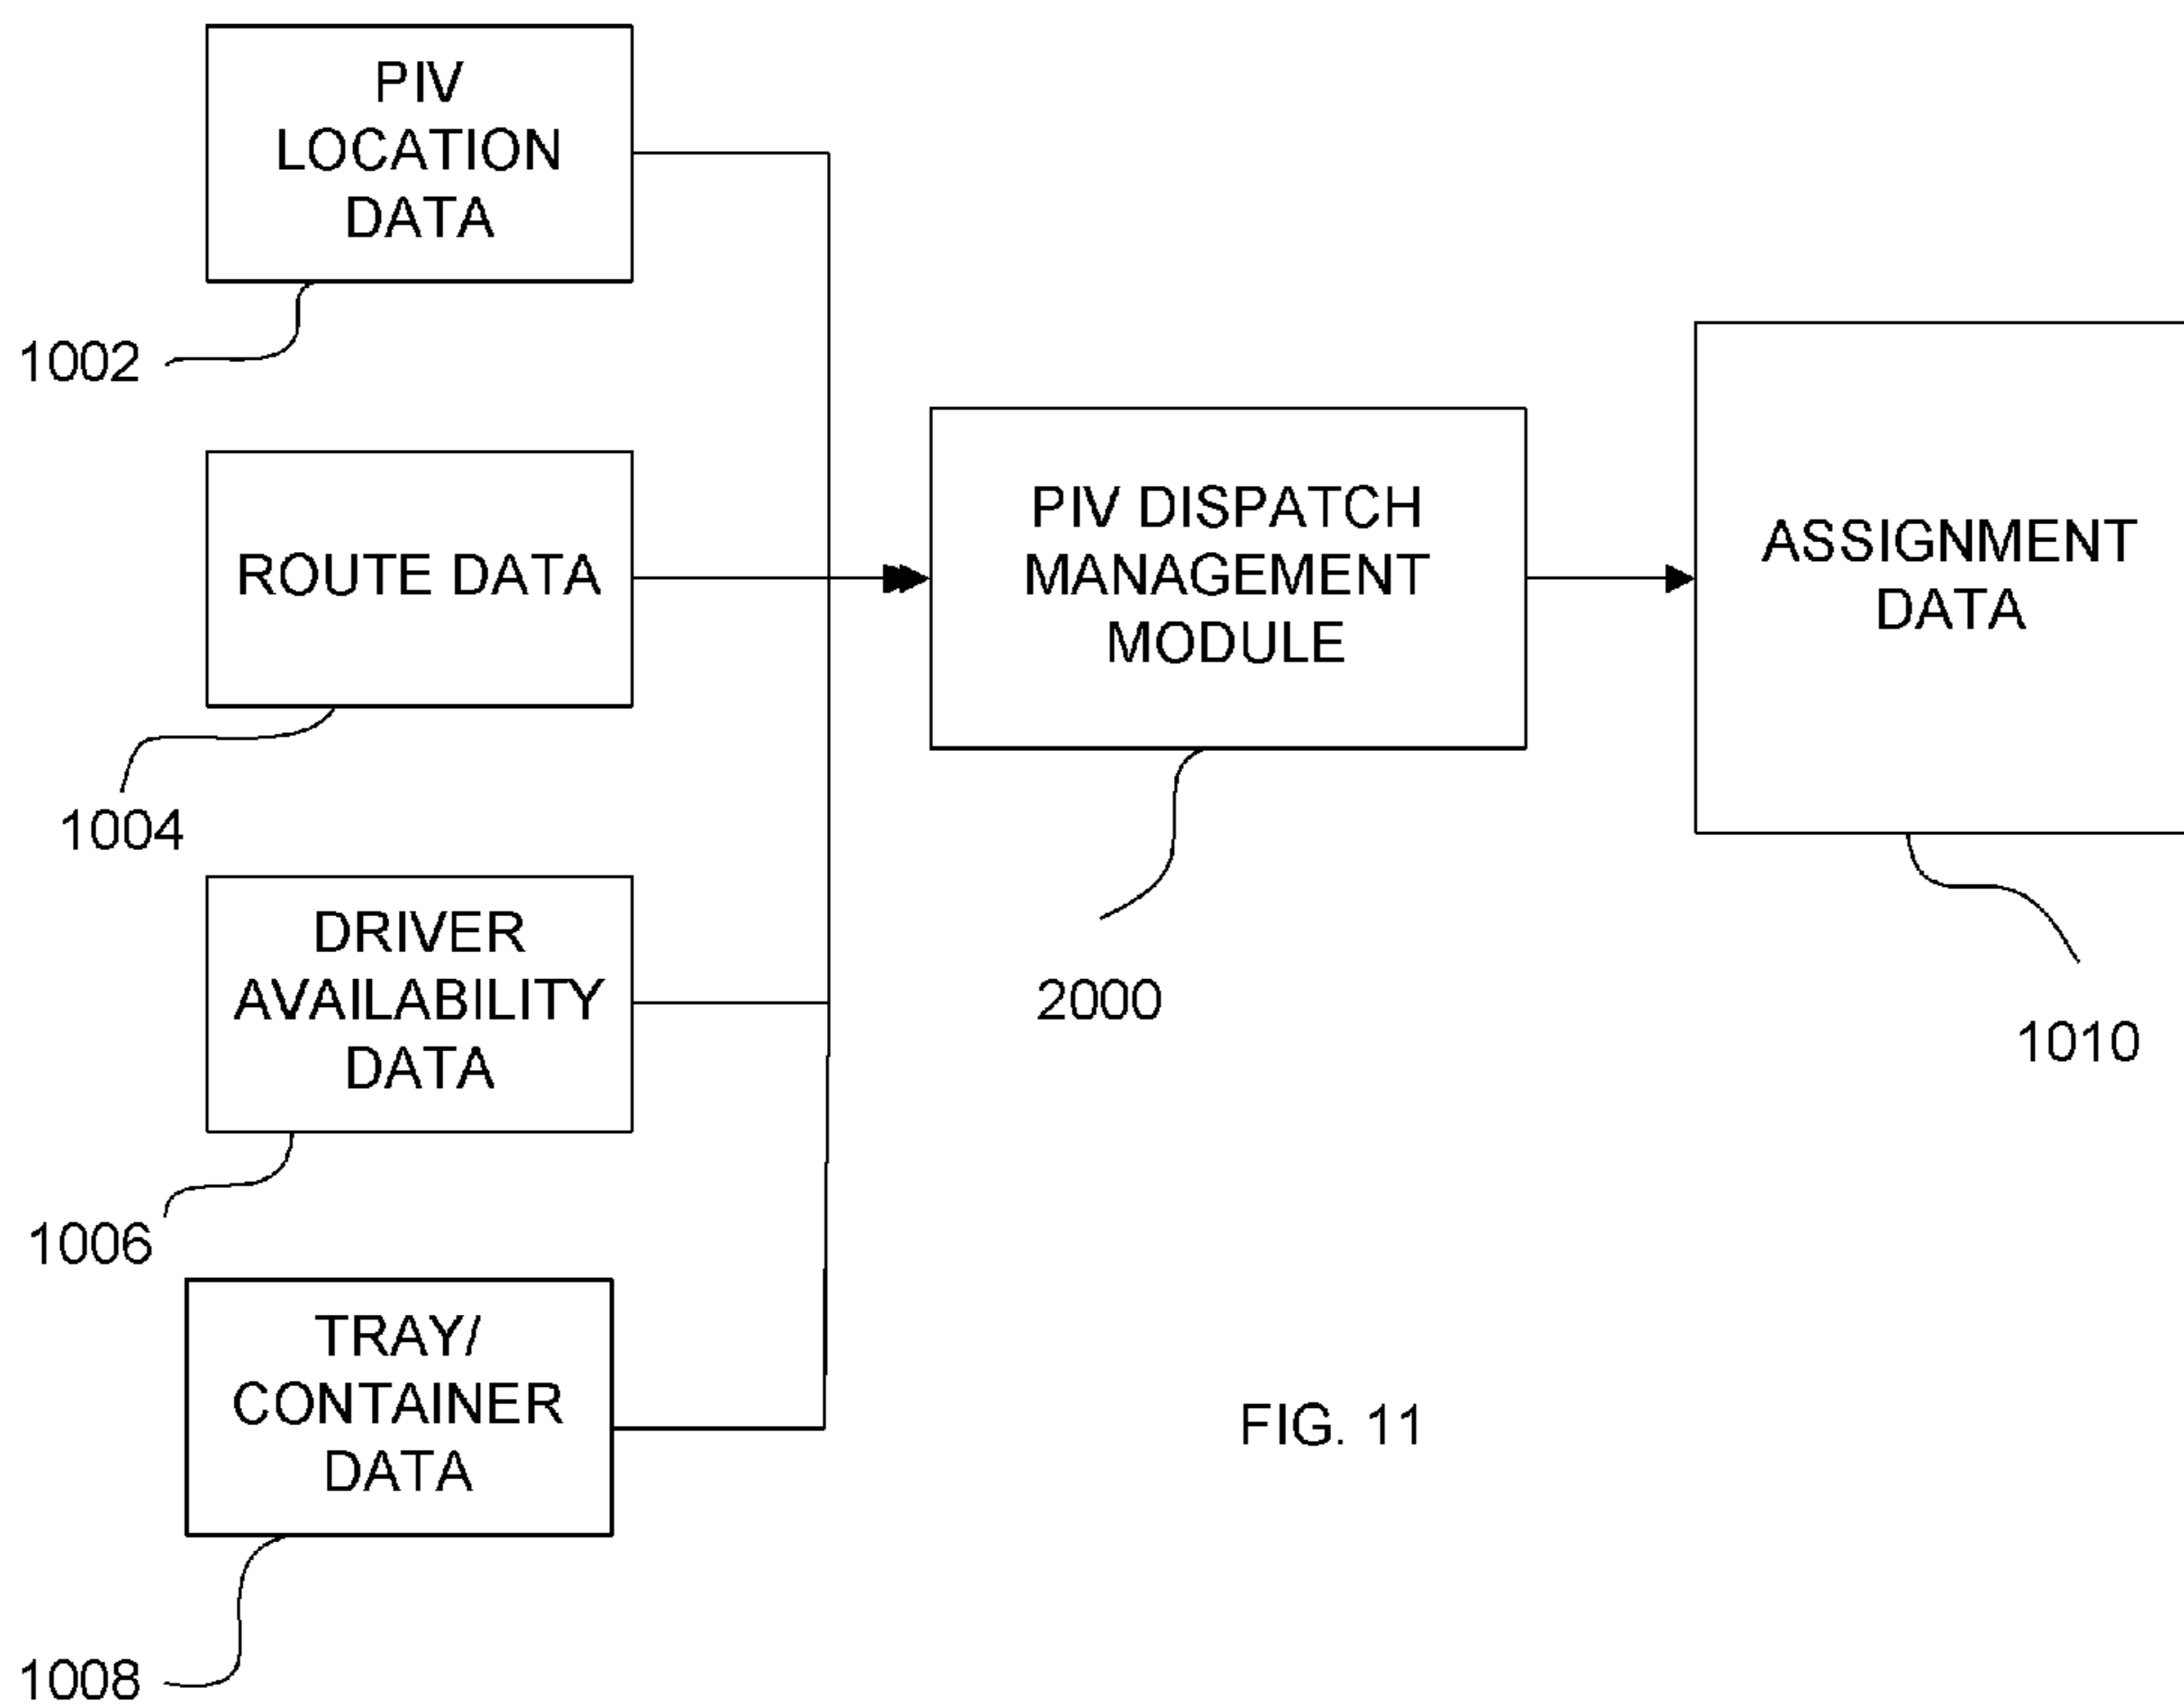 PIV
LOCATION
DATA
1002
ROUTE DATA
1004
DRIVER
AVAILABILITY
DATA
1006
TRAY/
CONTAINER
DATA
1008
PIV DISPATCH
MANAGEMENT
MODULE
2000
ASSIGNMENT
DATA
1010
FIG. 11